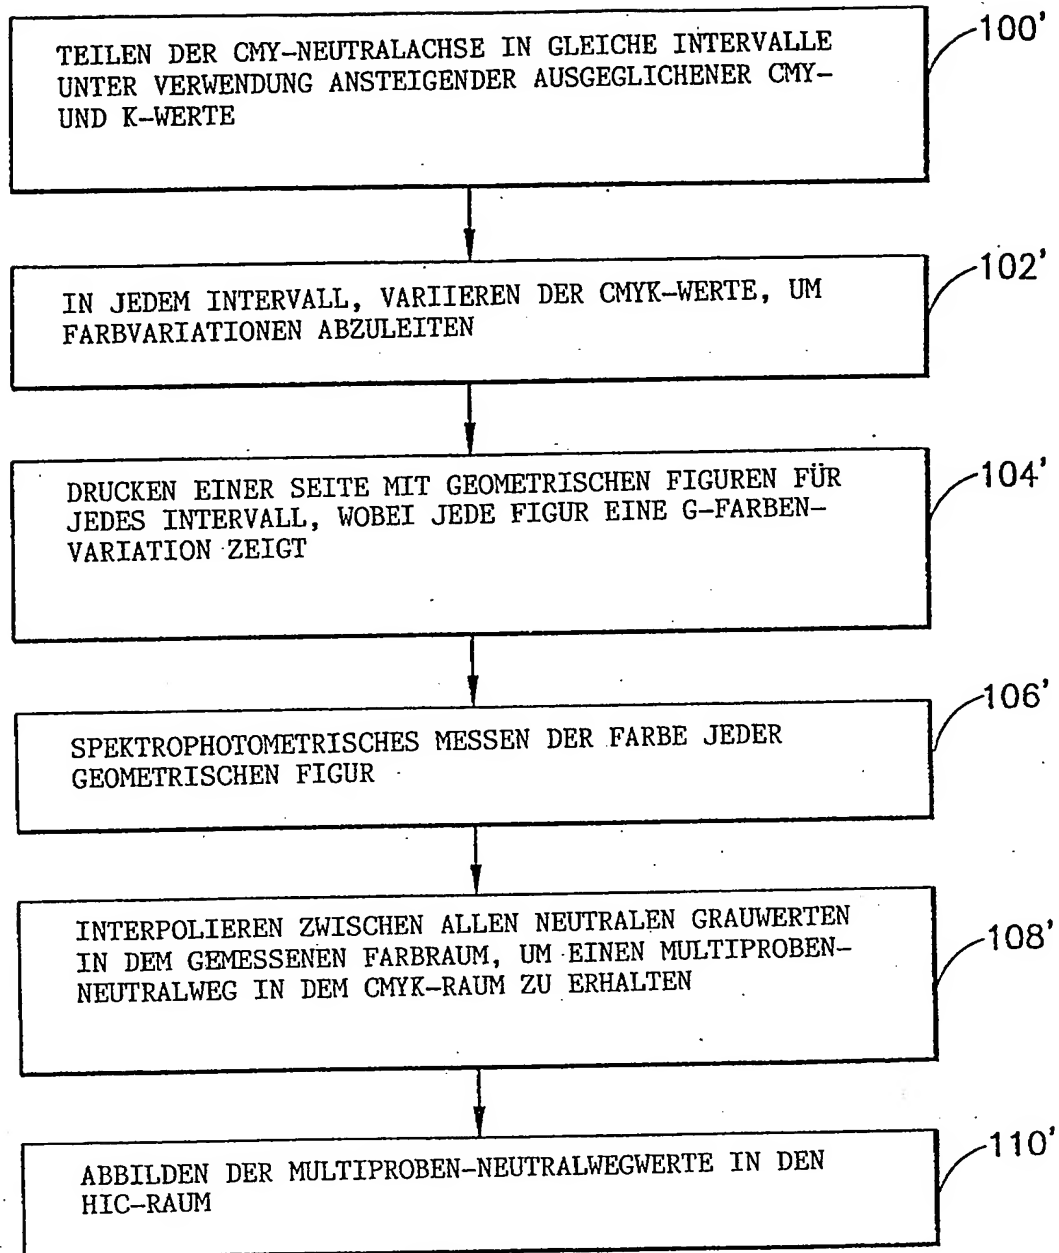 100'
TEILEN DER CMY-NEUTRALACHSE IN GLEICHE INTERVALLE
UNTER VERWENDUNG ANSTEIGENDER AUSGEGLICHENER CMY-
UND K-WERTE
102'
IN JEDEM INTERVALL, VARIIEREN DER CMYK-WERTE, UM
FARBVARIATIONEN ABZULEITEN
104'
DRUCKEN EINER SEITE MIT GEOMETRISCHEN FIGUREN FÜR
JEDES INTERVALL, WOBEI JEDE FIGUR EINE G-FARBEN-
VARIATION ZEIGT
106'
SPEKTROPHOTOMETRISCHES MESSEN DER FARBE JEDER
GEOMETRISCHEN FIGUR
108'
INTERPOLIEREN ZWISCHEN ALLEN NEUTRALEN GRAUWERTEN
IN DEM GEMESSENEN FARBRAUM, UM EINEN MULTIPROBEN-
NEUTRALWEG IN DEM CMYK-RAUM ZU ERHALTEN
110'
ABBILDEN DER MULTIPROBEN-NEUTRALWEGWERTE IN DEN
HIC-RAUM